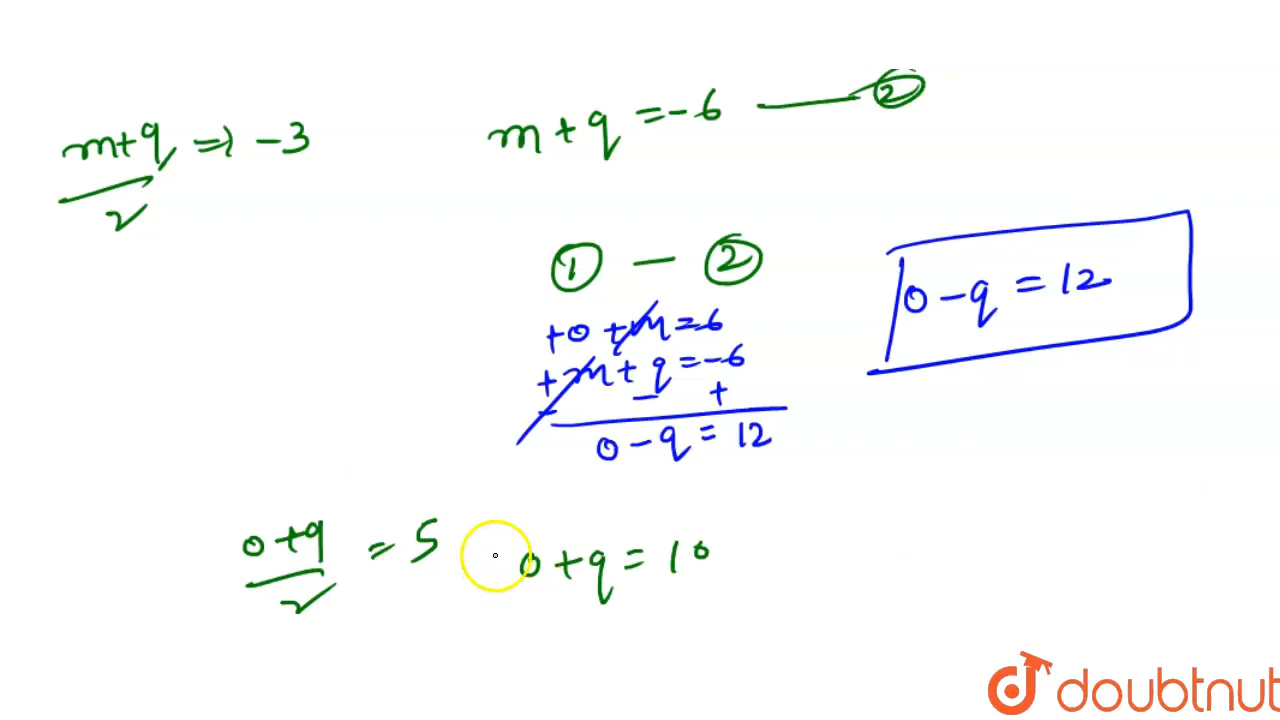 m+q/2 => -3
m + q = -6 —— ②
① — ②
+o + m = 6
+ m + q = -6
- - +
o - q = 12
o - q = 12
o+q/2 = 5
o + q = 10
doubtnut